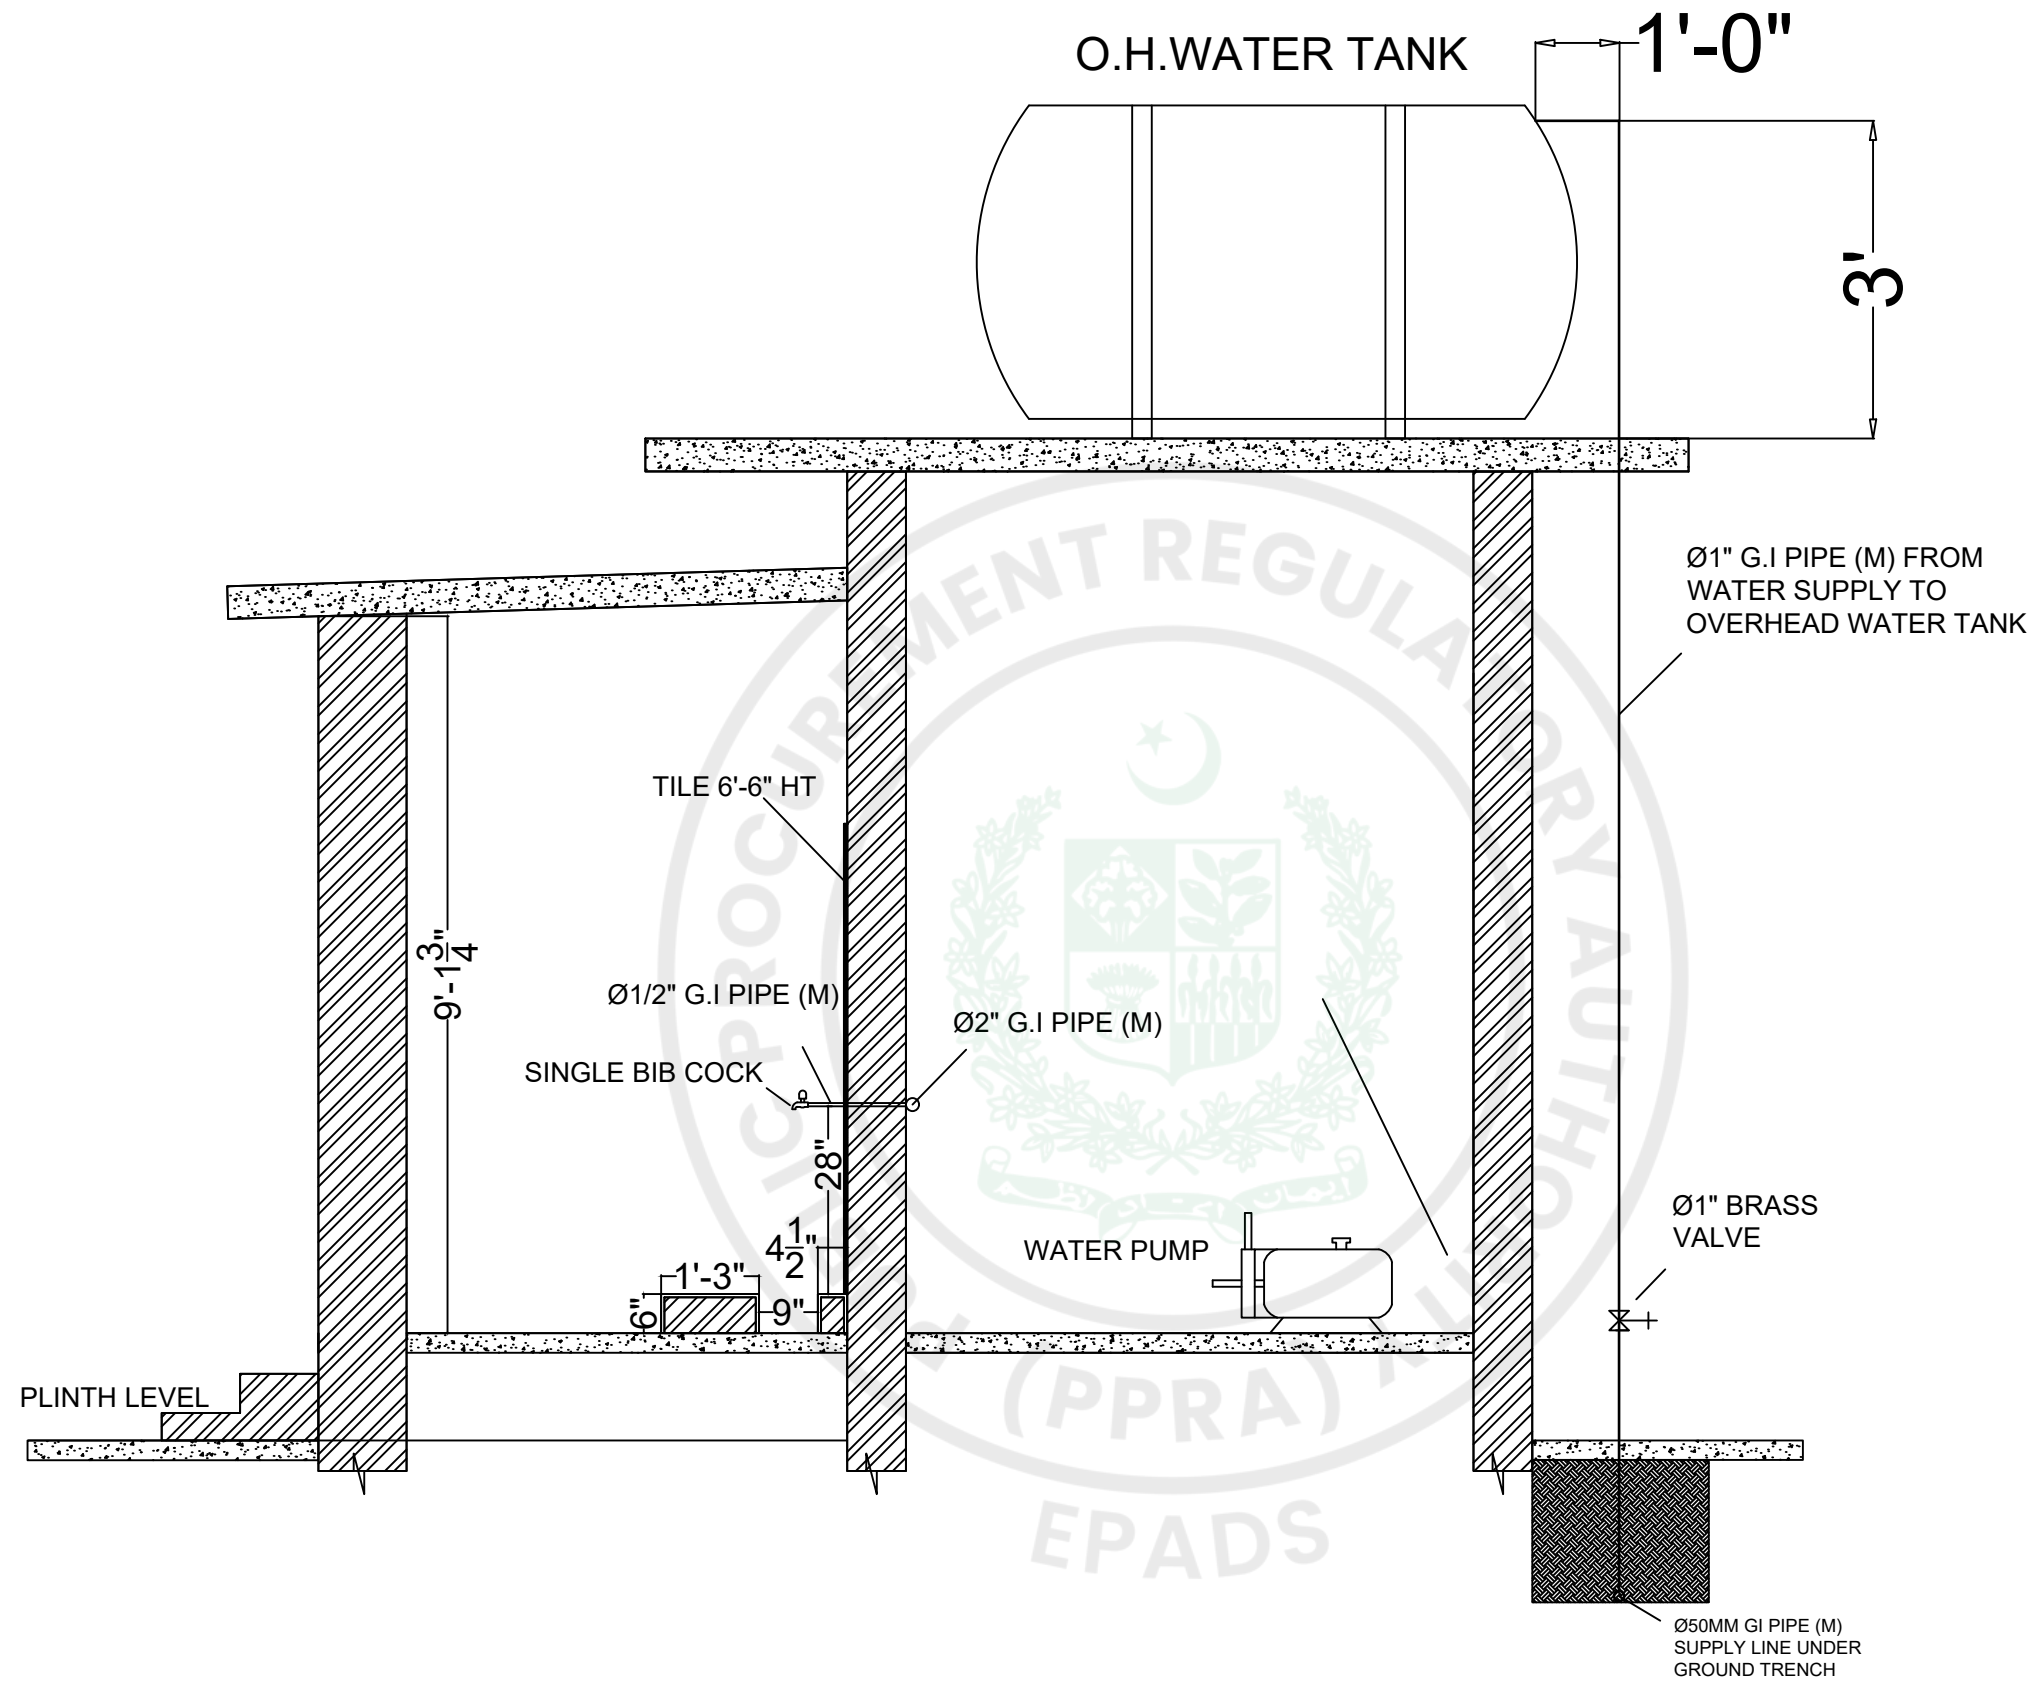 O.H.WATER TANK
1'-0"
3'
Ø1" G.I PIPE (M) FROM
WATER SUPPLY TO
OVERHEAD WATER TANK
TILE 6'-6" HT
9'-1 3/4"
Ø1/2" G.I PIPE (M)
Ø2" G.I PIPE (M)
SINGLE BIB COCK
28"
4 1/2"
1'-3"
9"
6"
WATER PUMP
Ø1" BRASS
VALVE
PLINTH LEVEL
Ø50MM GI PIPE (M)
SUPPLY LINE UNDER
GROUND TRENCH
PUBLIC PROCUREMENT REGULATORY AUTHORITY
(PPRA)
EPADS